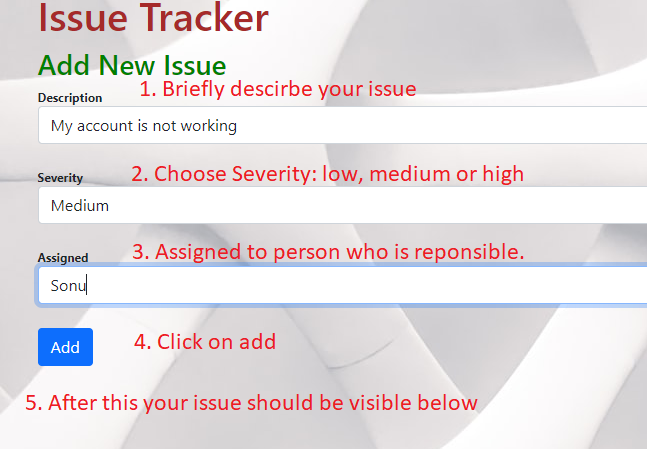 Issue Tracker
Add New Issue
Description
1. Briefly descirbe your issue
My account is not working
Severity
2. Choose Severity: low, medium or high
Medium
Assigned
3. Assigned to person who is reponsible.
Sonu
Add
4. Click on add
5. After this your issue should be visible below